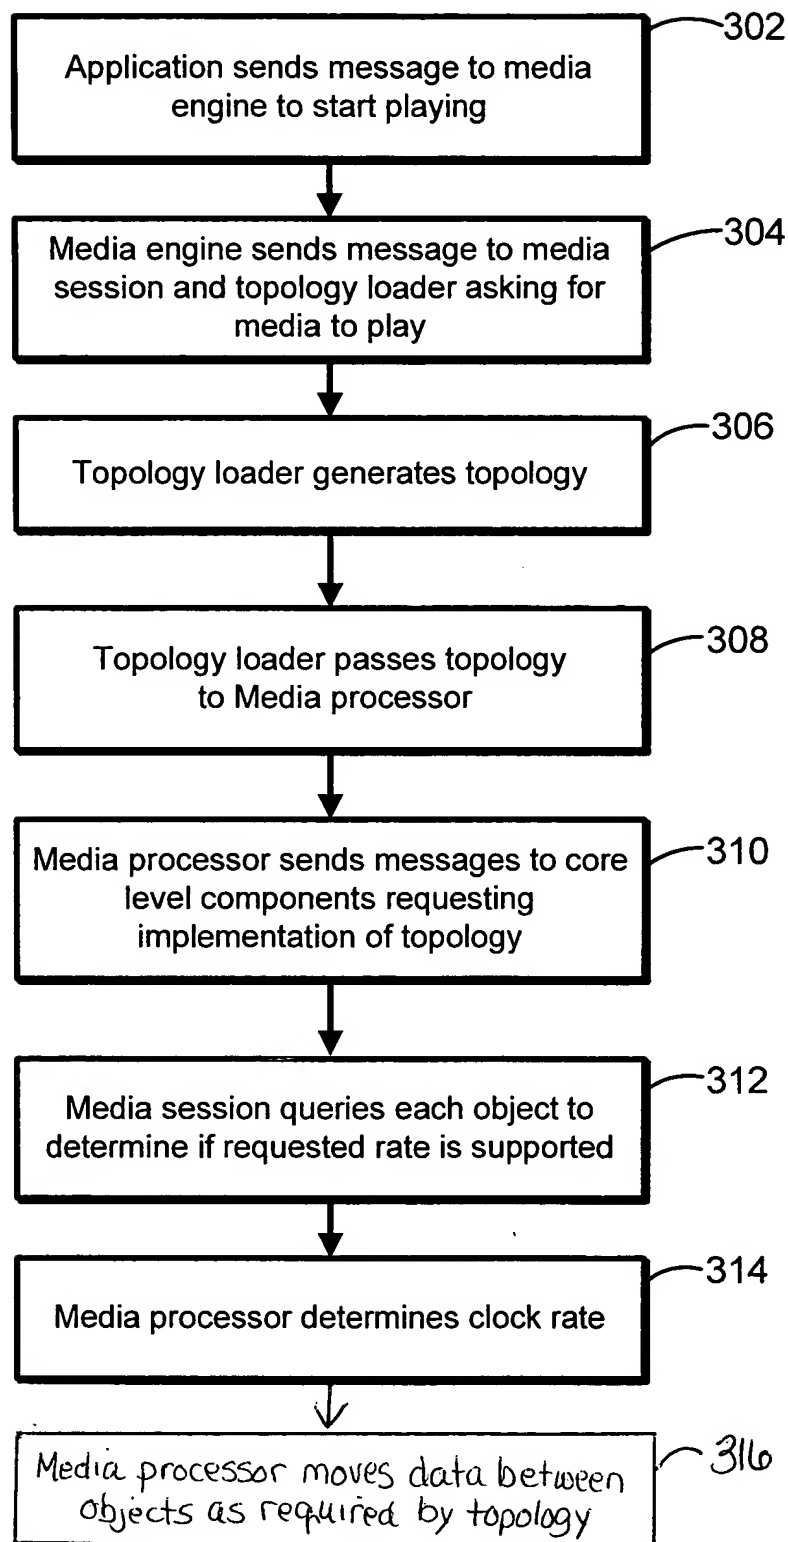 302
Application sends message to media
engine to start playing
304
Media engine sends message to media
session and topology loader asking for
media to play
306
Topology loader generates topology
308
Topology loader passes topology
to Media processor
310
Media processor sends messages to core
level components requesting
implementation of topology
312
Media session queries each object to
determine if requested rate is supported
314
Media processor determines clock rate
316
Media processor moves data between
objects as required by topology